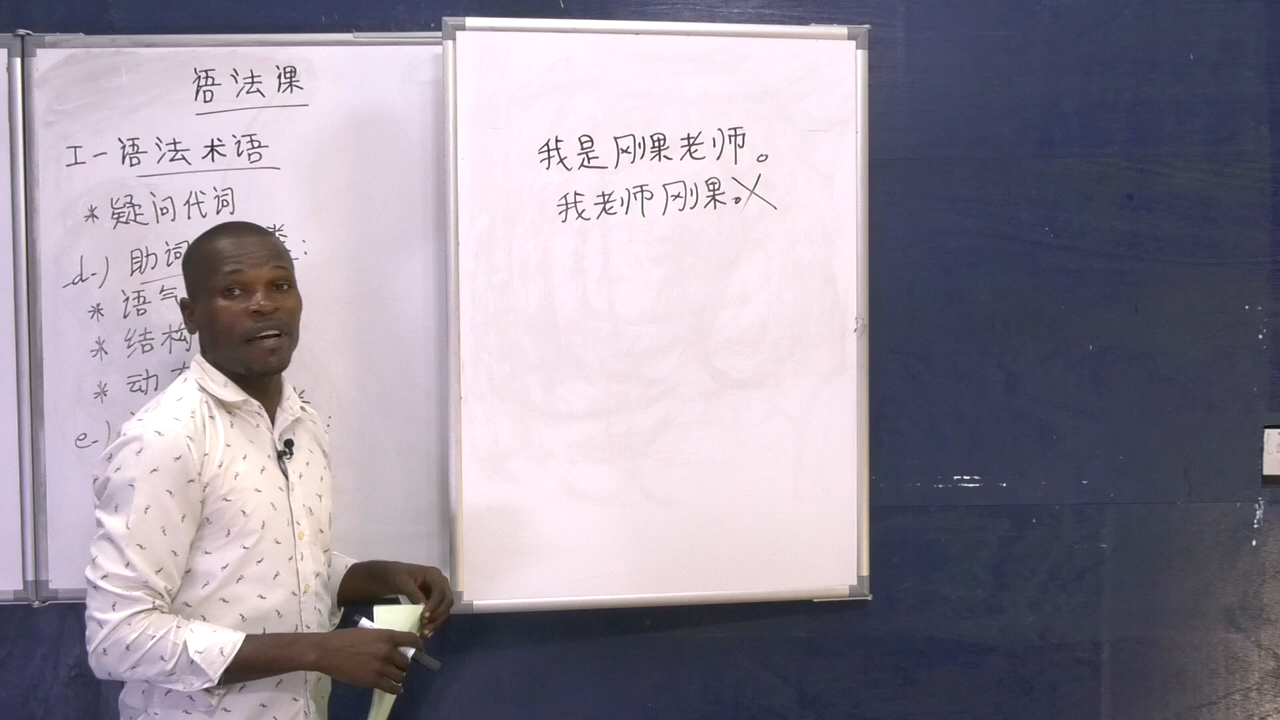 语法课
I-语法术语
* 疑问代词
d-) 助词 类:
* 语气
* 结构
* 动
e-) :
我是刚果老师。
我老师刚果。X